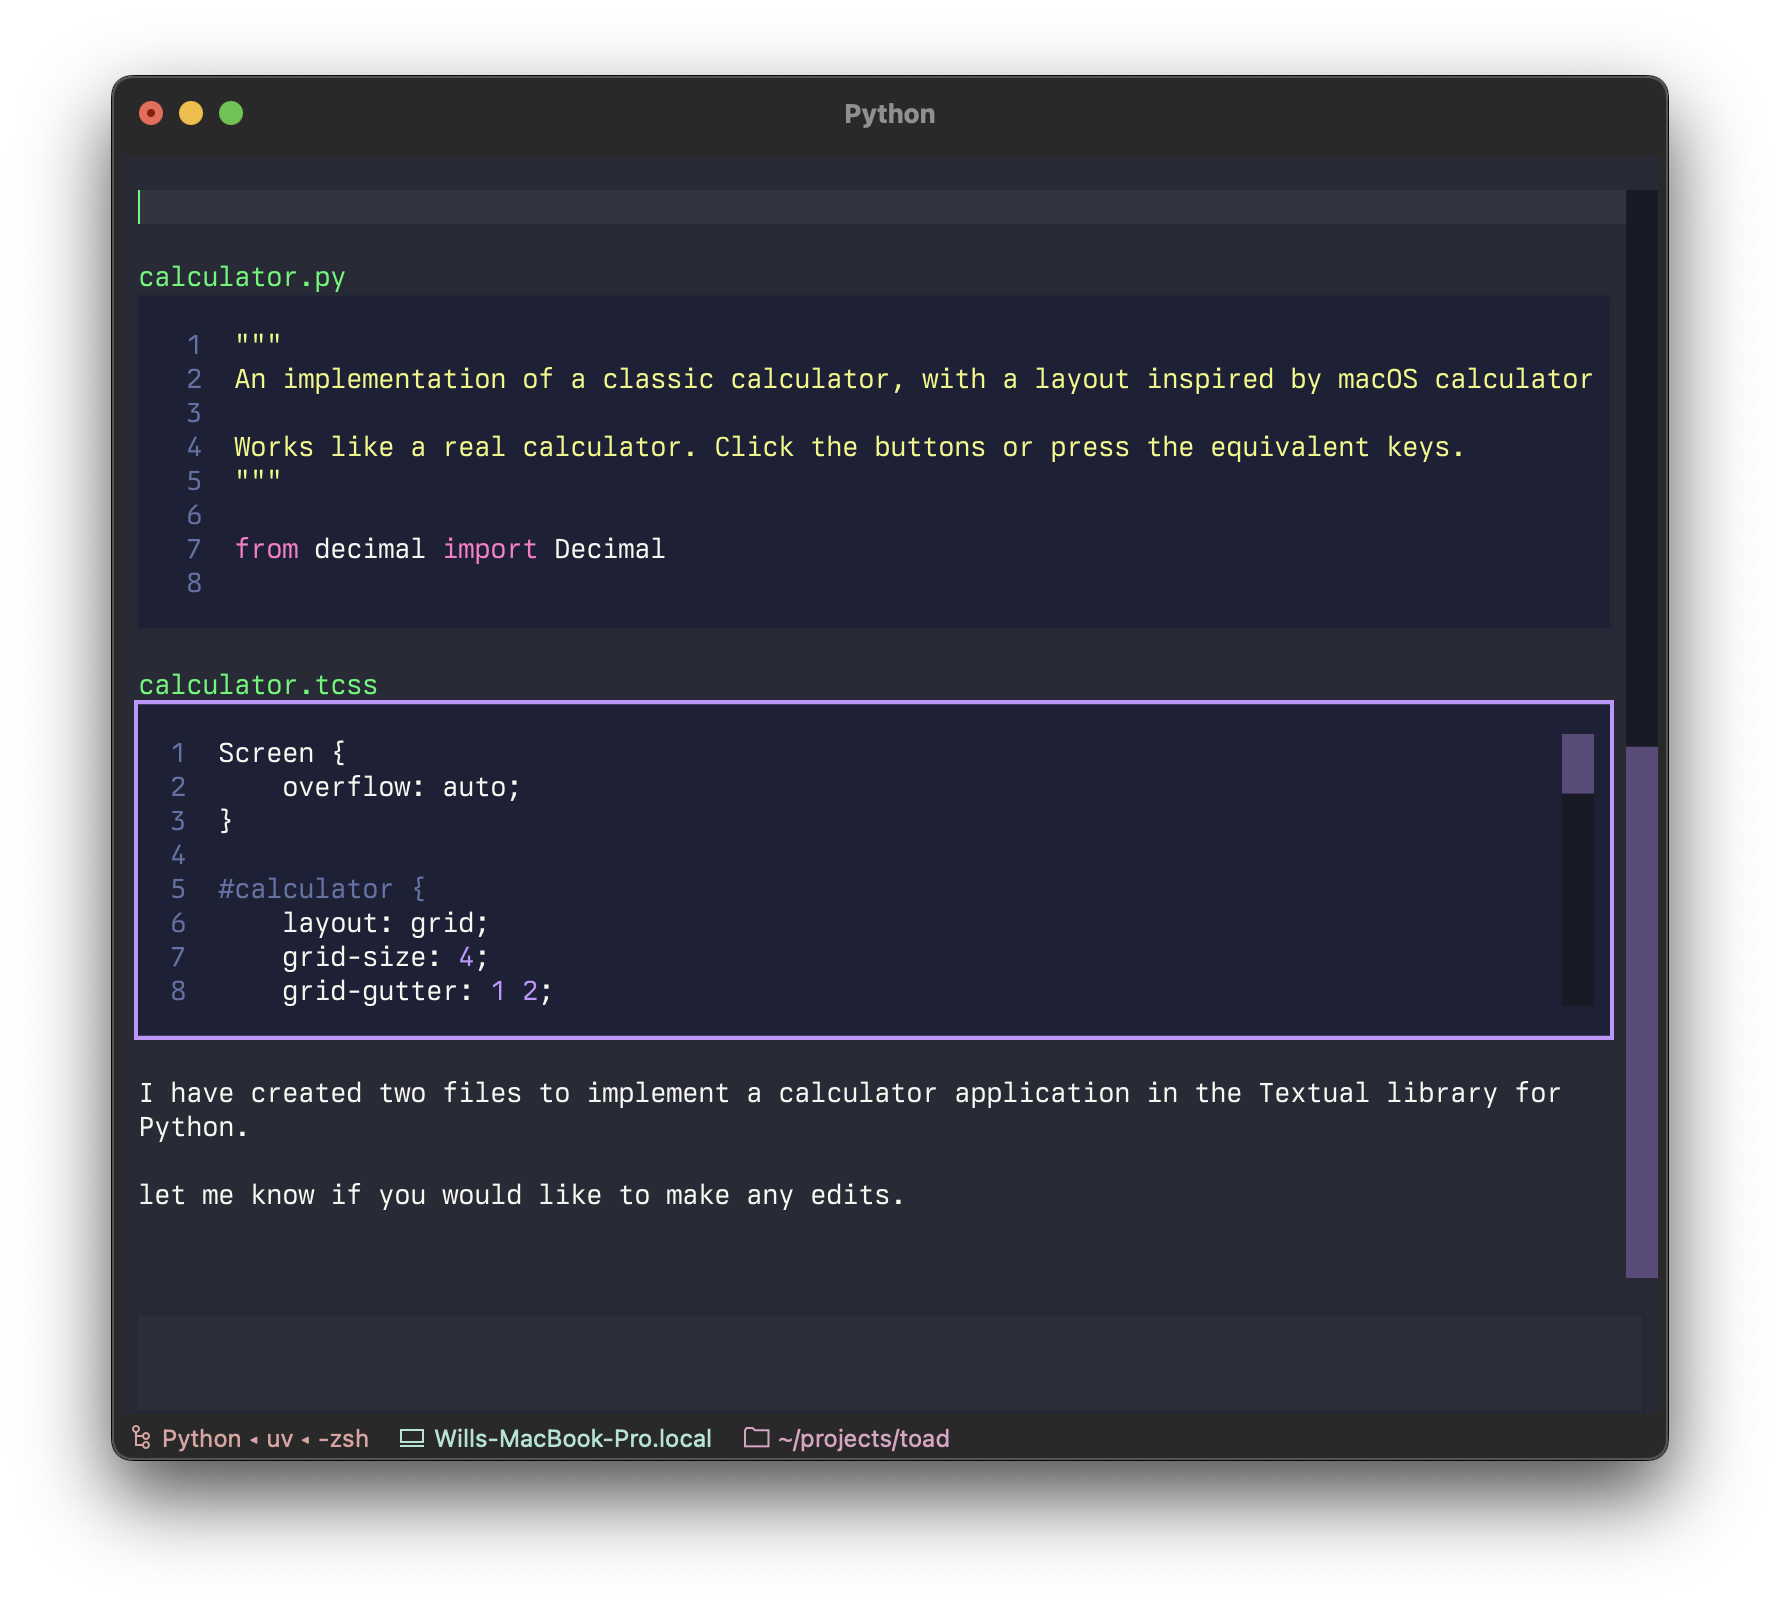 Python
calculator.py
1 """
2 An implementation of a classic calculator, with a layout inspired by macOS calculator
3
4 Works like a real calculator. Click the buttons or press the equivalent keys.
5 """
6
7 from decimal import Decimal
8
calculator.tcss
1 Screen {
2     overflow: auto;
3 }
4
5 #calculator {
6     layout: grid;
7     grid-size: 4;
8     grid-gutter: 1 2;
I have created two files to implement a calculator application in the Textual library for
Python.
let me know if you would like to make any edits.
Python ◂ uv ◂ -zsh Wills-MacBook-Pro.local ~/projects/toad